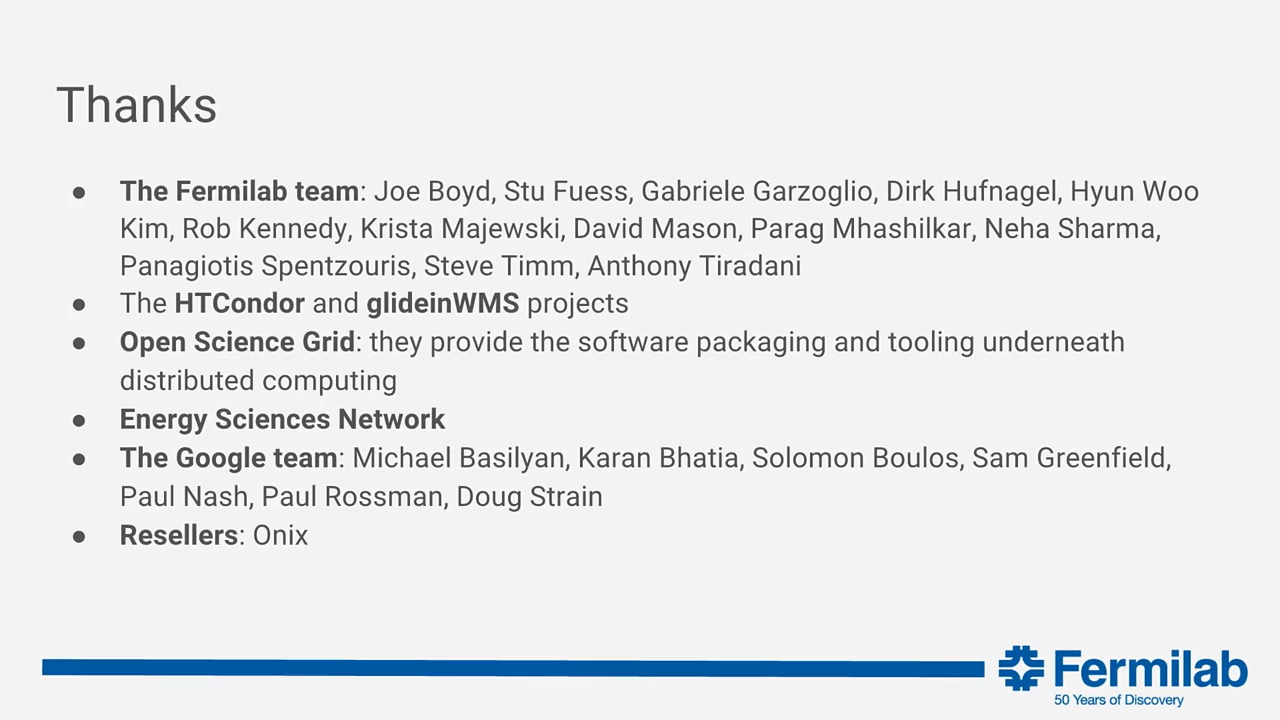 Thanks
● The Fermilab team: Joe Boyd, Stu Fuess, Gabriele Garzoglio, Dirk Hufnagel, Hyun Woo
Kim, Rob Kennedy, Krista Majewski, David Mason, Parag Mhashilkar, Neha Sharma,
Panagiotis Spentzouris, Steve Timm, Anthony Tiradani
● The HTCondor and glideinWMS projects
● Open Science Grid: they provide the software packaging and tooling underneath
distributed computing
● Energy Sciences Network
● The Google team: Michael Basilyan, Karan Bhatia, Solomon Boulos, Sam Greenfield,
Paul Nash, Paul Rossman, Doug Strain
● Resellers: Onix
Fermilab
50 Years of Discovery